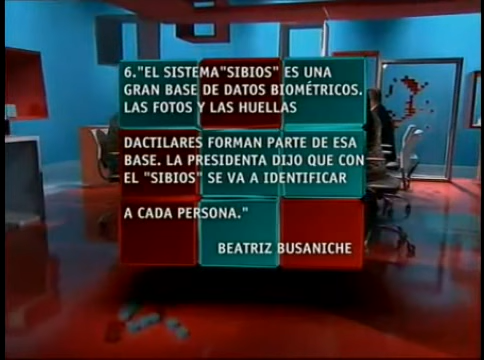 6."EL SISTEMA"SIBIOS" ES UNA
GRAN BASE DE DATOS BIOMÉTRICOS.
LAS FOTOS Y LAS HUELLAS
DACTILARES FORMAN PARTE DE ESA
BASE. LA PRESIDENTA DIJO QUE CON
EL "SIBIOS" SE VA A IDENTIFICAR
A CADA PERSONA."
BEATRIZ BUSANICHE